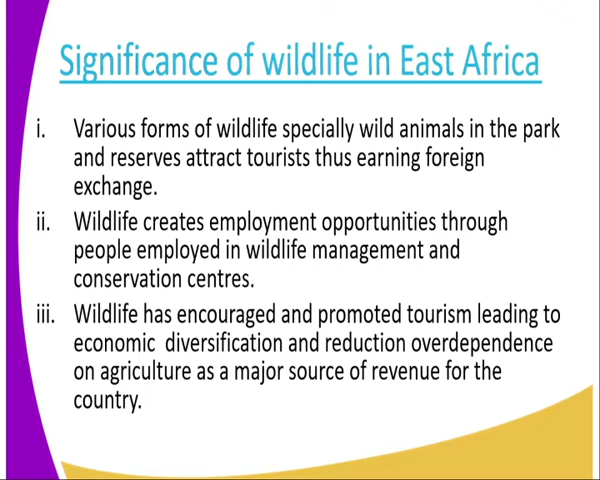 Significance of wildlife in East Africa
i. Various forms of wildlife specially wild animals in the park
and reserves attract tourists thus earning foreign
exchange.
ii. Wildlife creates employment opportunities through
people employed in wildlife management and
conservation centres.
iii. Wildlife has encouraged and promoted tourism leading to
economic diversification and reduction overdependence
on agriculture as a major source of revenue for the
country.